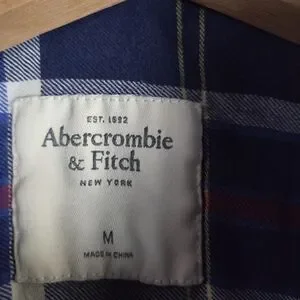 EST. 1892
Abercrombie
& Fitch
NEW YORK
M
MADE IN CHINA